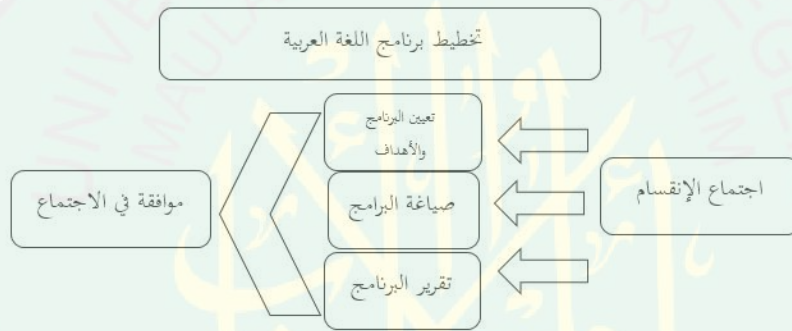 تخطيط برنامج اللغة العربية
تعيين البرنامج
والأهداف
اجتماع الإنقسام
صياغة البرامج
موافقة في الاجتماع
تقرير البرنامج